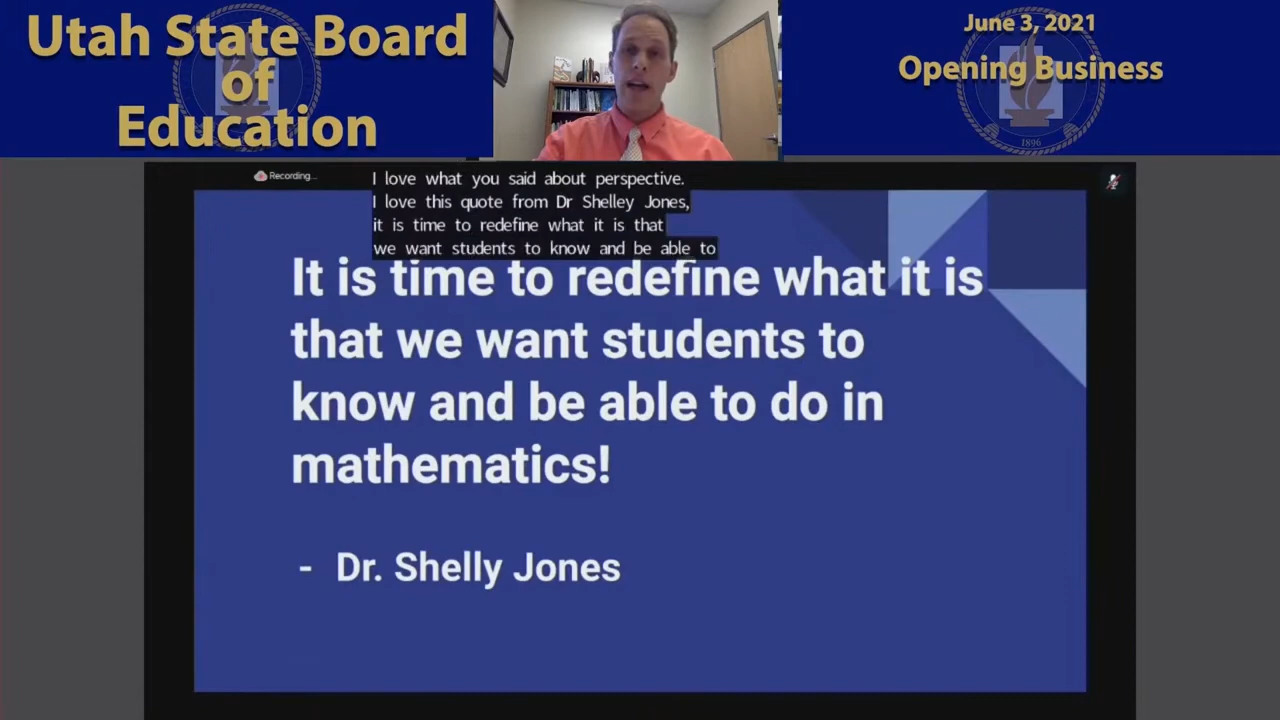 Utah State Board
of
Education
June 3, 2021
Opening Business
1896
Recording...
I love what you said about perspective.
I love this quote from Dr Shelley Jones,
it is time to redefine what it is that
we want students to know and be able to
It is time to redefine what it is
that we want students to
know and be able to do in
mathematics!
- Dr. Shelly Jones